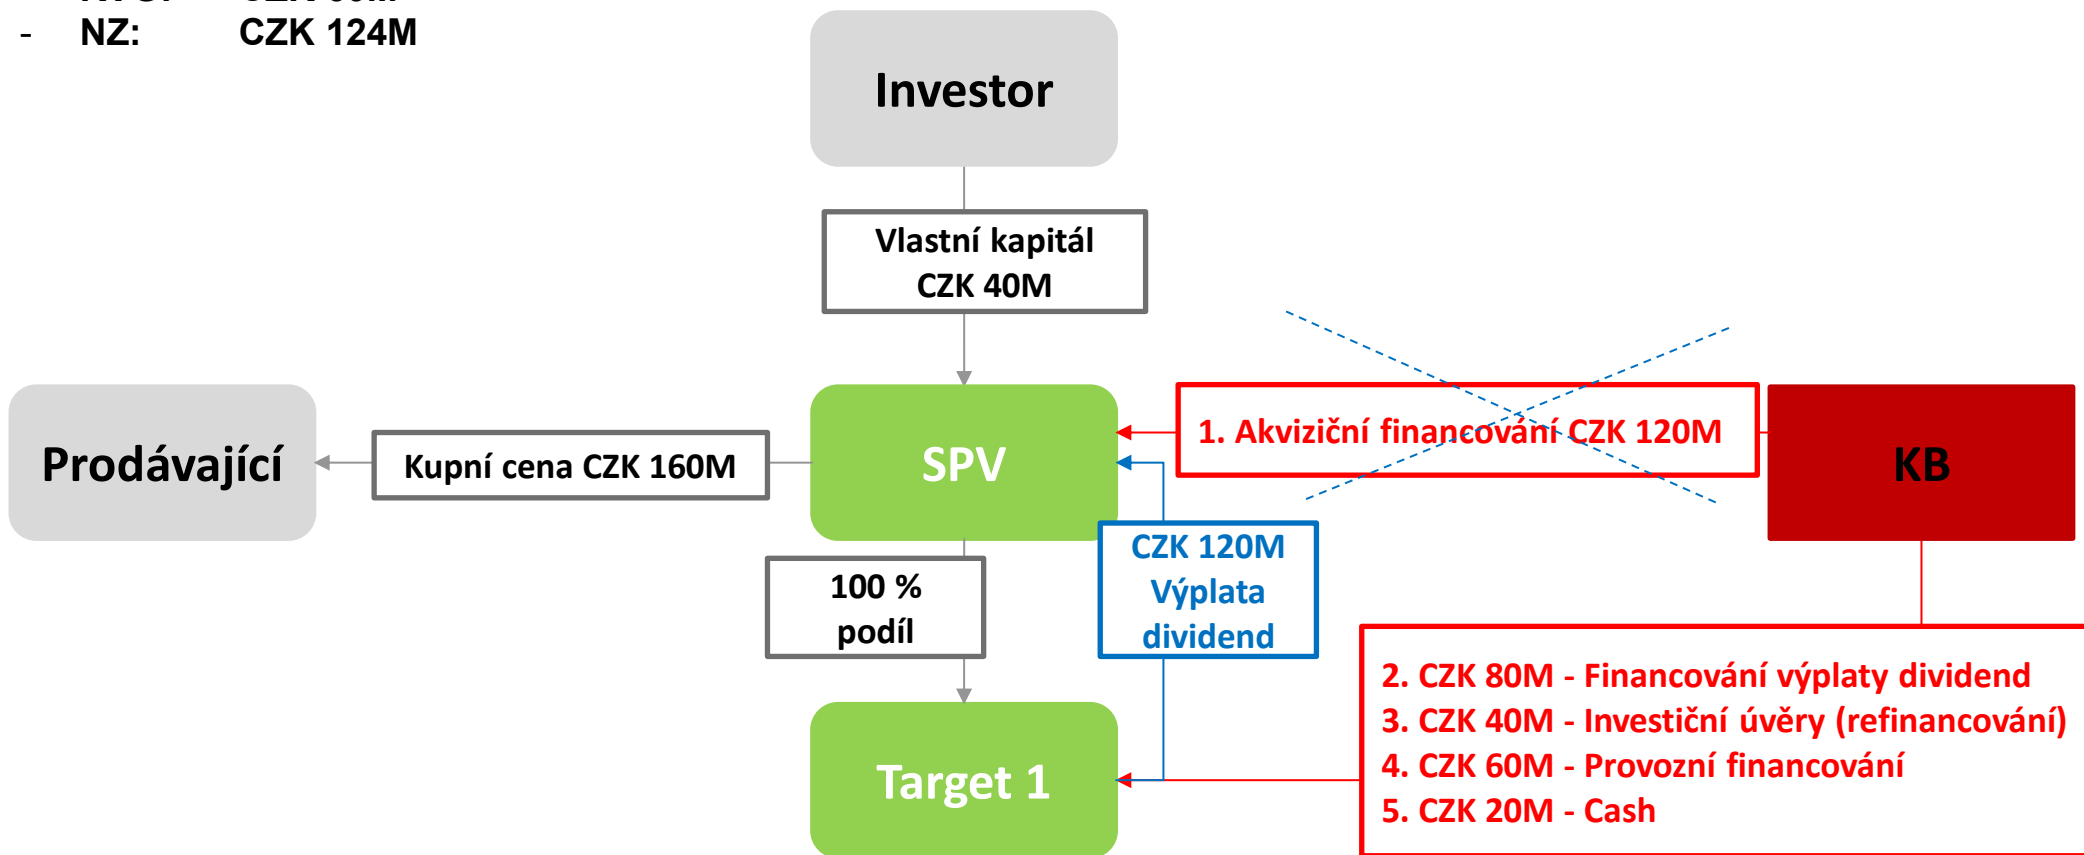 - NZ: CZK 124M
Investor
Vlastní kapitál
CZK 40M
Prodávající
Kupní cena CZK 160M
SPV
1. Akviziční financování CZK 120M
KB
100 %
podíl
CZK 120M
Výplata
dividend
Target 1
2. CZK 80M - Financování výplaty dividend
3. CZK 40M - Investiční úvěry (refinancování)
4. CZK 60M - Provozní financování
5. CZK 20M - Cash